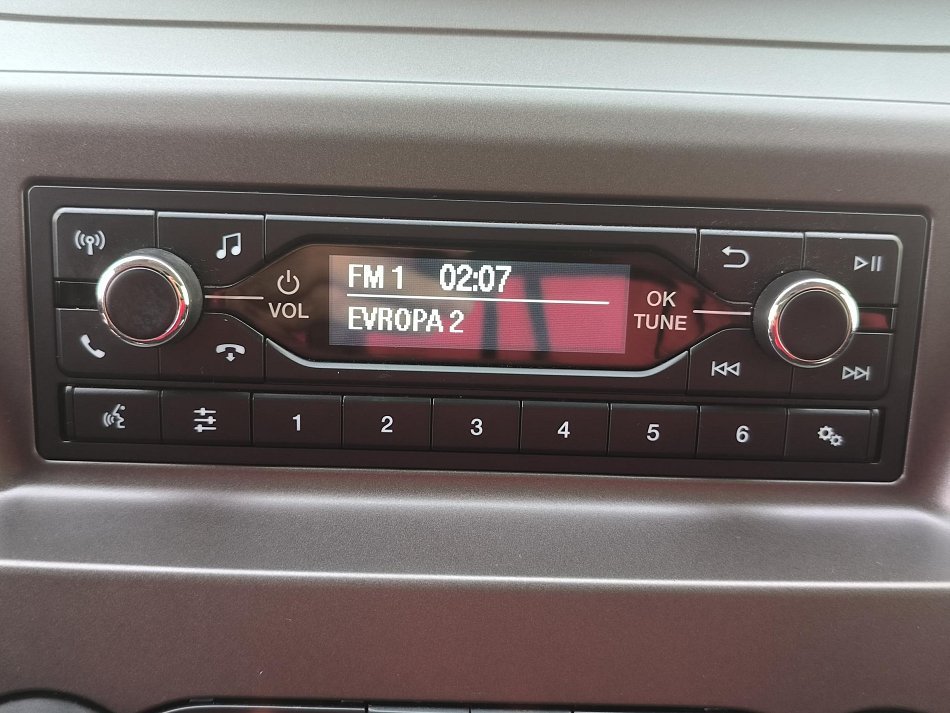 FM 1 02:07
EVROPA 2
VOL
OK
TUNE
1 2 3 4 5 6